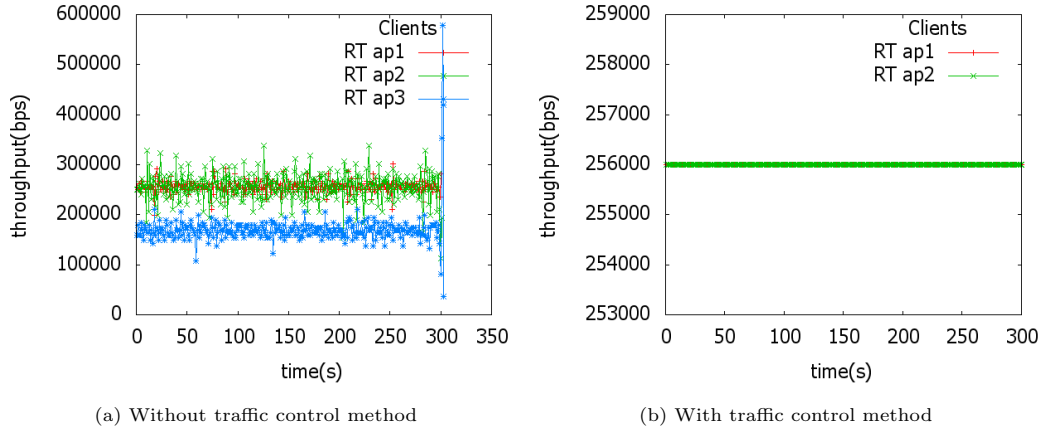 600000
500000
400000
300000
200000
100000
0
throughput(bps)
Clients
RT ap1
RT ap2
RT ap3
0 50 100 150 200 250 300 350
time(s)
(a) Without traffic control method
259000
258000
257000
256000
255000
254000
253000
throughput(bps)
Clients
RT ap1
RT ap2
0 50 100 150 200 250 300
time(s)
(b) With traffic control method